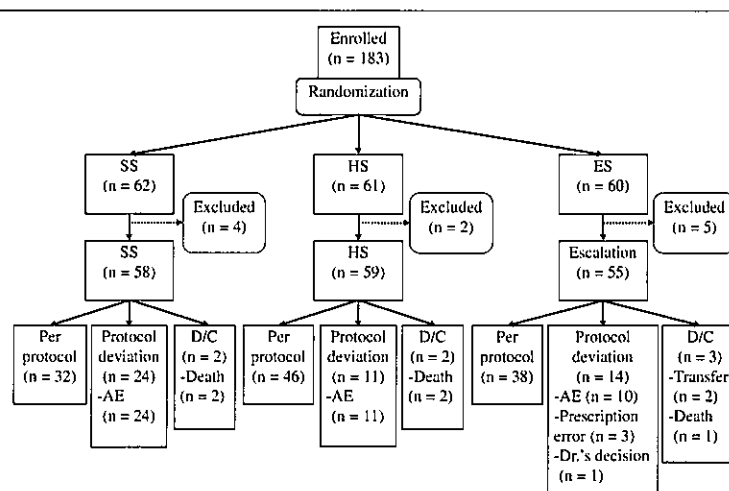 Enrolled
(n = 183)
Randomization
SS
(n = 62)
HS
(n = 61)
ES
(n = 60)
Excluded
(n = 4)
Excluded
(n = 2)
Excluded
(n = 5)
SS
(n = 58)
HS
(n = 59)
Escalation
(n = 55)
Per
protocol
(n = 32)
Protocol
deviation
(n = 24)
-AE
(n = 24)
D/C
(n = 2)
-Death
(n = 2)
Per
protocol
(n = 46)
Protocol
deviation
(n = 11)
-AE
(n = 11)
D/C
(n = 2)
-Death
(n = 2)
Per
protocol
(n = 38)
Protocol
deviation
(n = 14)
-AE (n = 10)
-Prescription
error (n = 3)
-Dr.'s decision
(n = 1)
D/C
(n = 3)
-Transfer
(n = 2)
-Death
(n = 1)